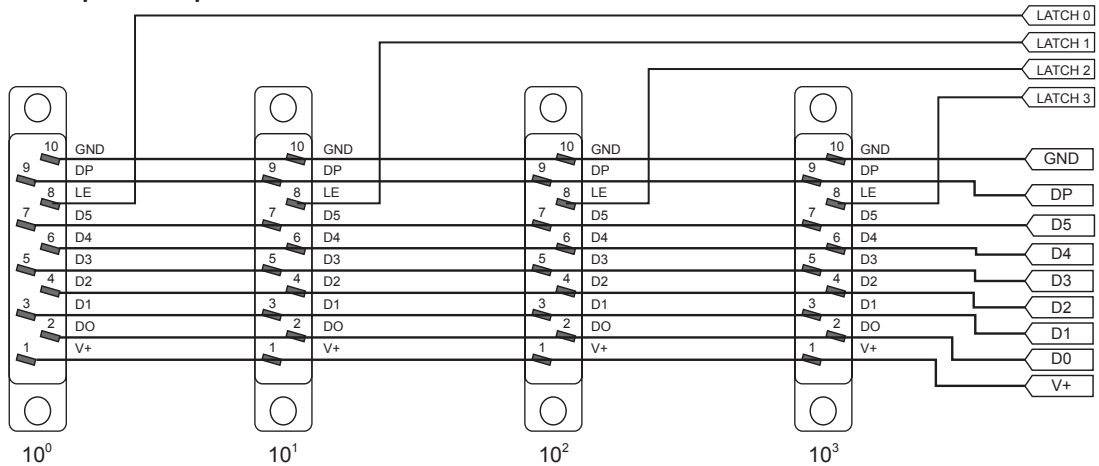 LATCH 0
LATCH 1
LATCH 2
LATCH 3
10 GND 10 GND 10 GND 10 GND GND
9 DP 9 DP 9 DP 9 DP DP
8 LE 8 LE 8 LE 8 LE
7 D5 7 D5 7 D5 7 D5 D5
6 D4 6 D4 6 D4 6 D4 D4
5 D3 5 D3 5 D3 5 D3 D3
4 D2 4 D2 4 D2 4 D2 D2
3 D1 3 D1 3 D1 3 D1 D1
2 DO 2 DO 2 DO 2 DO D0
1 V+ 1 V+ 1 V+ 1 V+ V+
10⁰ 10¹ 10² 10³